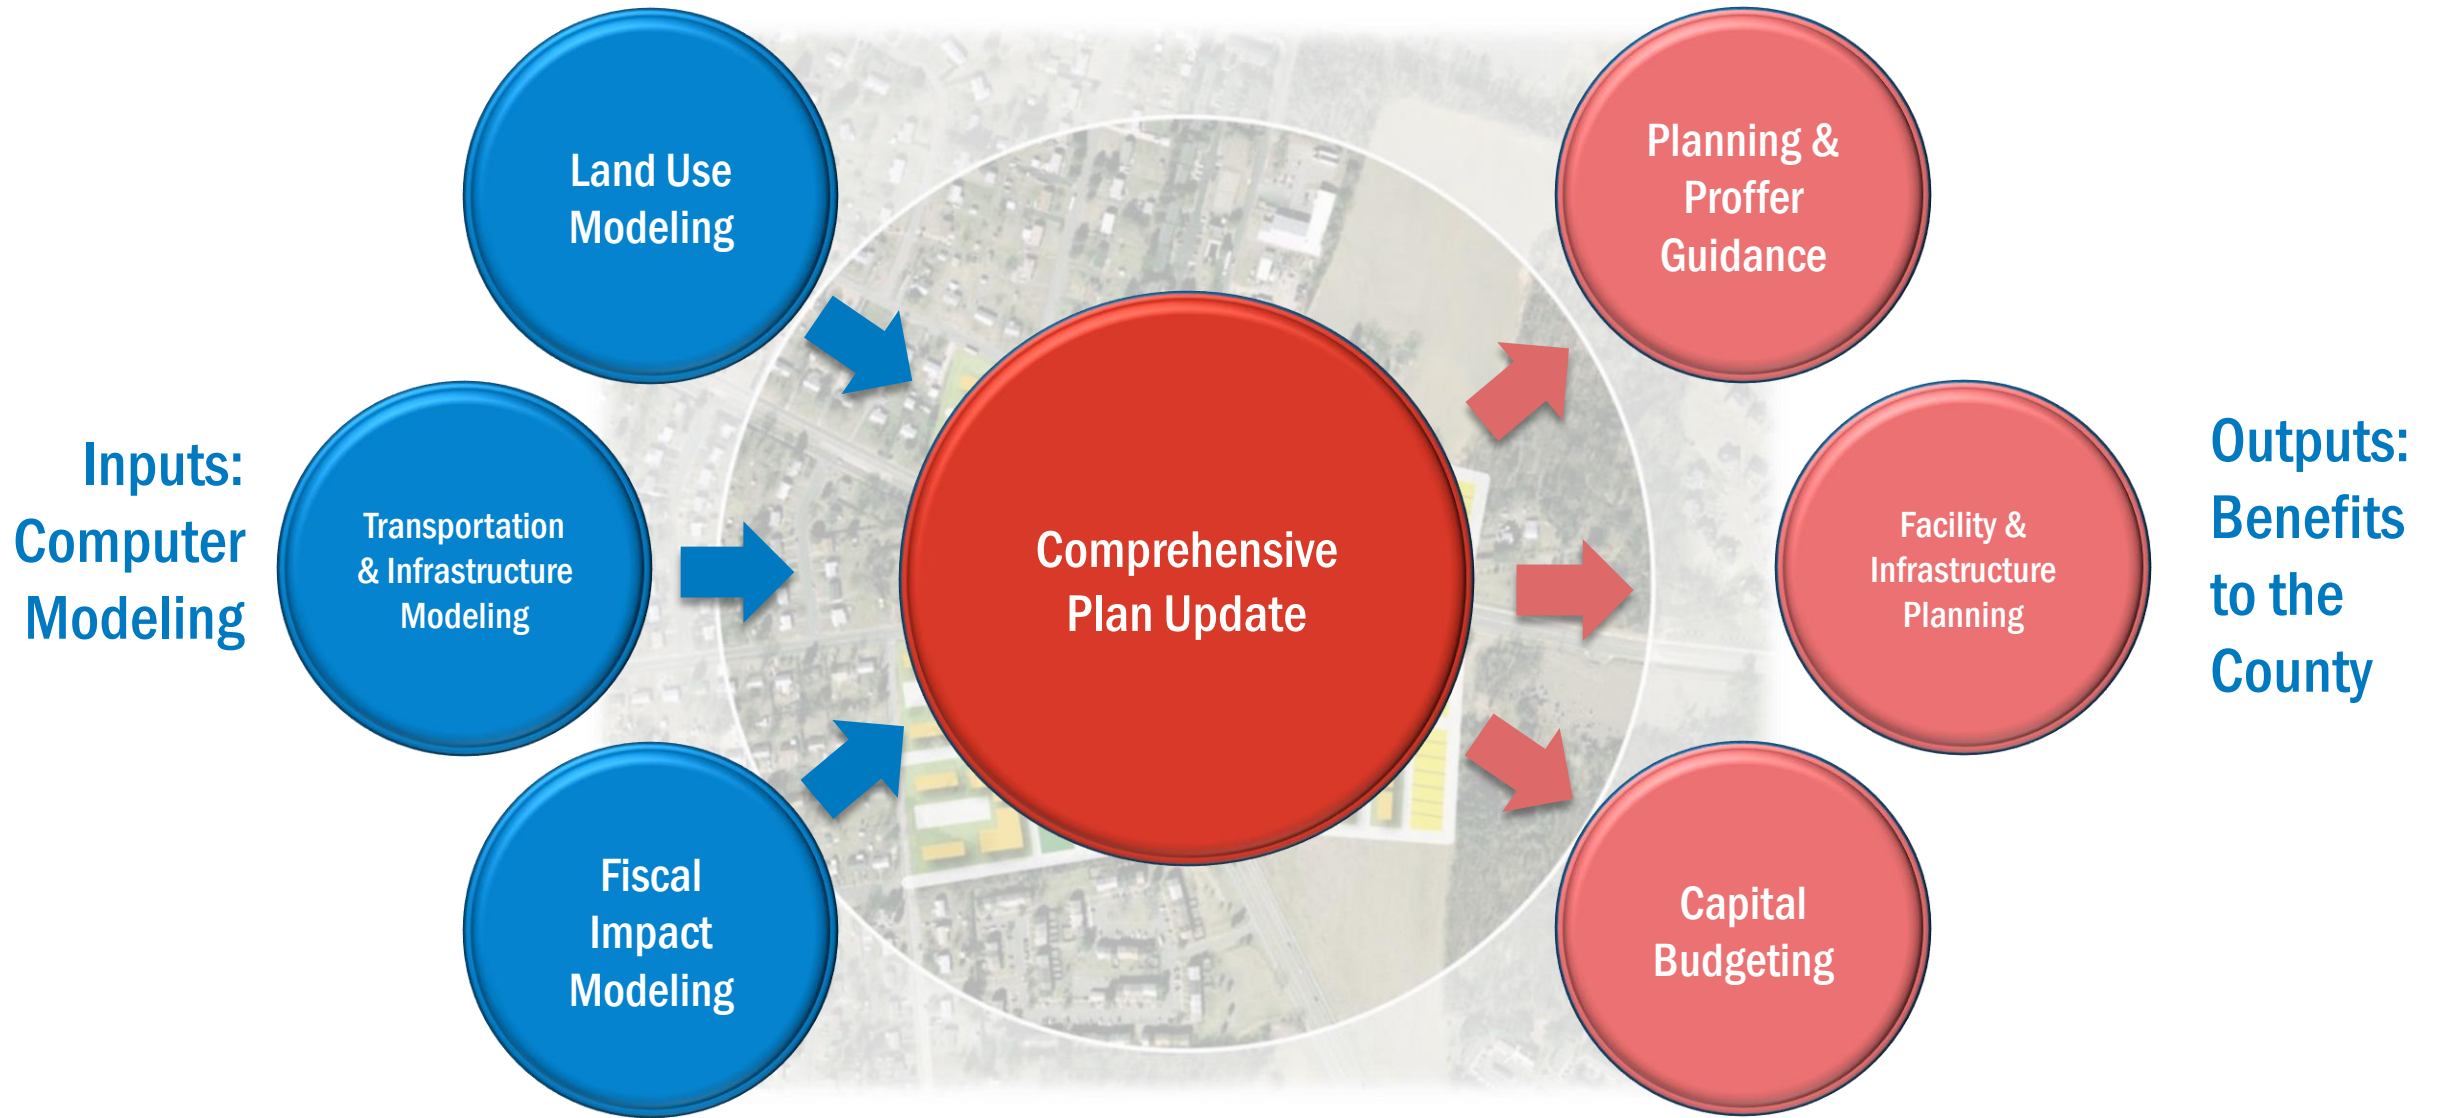 Inputs:
Computer
Modeling
Land Use
Modeling
Transportation
& Infrastructure
Modeling
Fiscal
Impact
Modeling
Comprehensive
Plan Update
Planning &
Proffer
Guidance
Facility &
Infrastructure
Planning
Capital
Budgeting
Outputs:
Benefits
to the
County